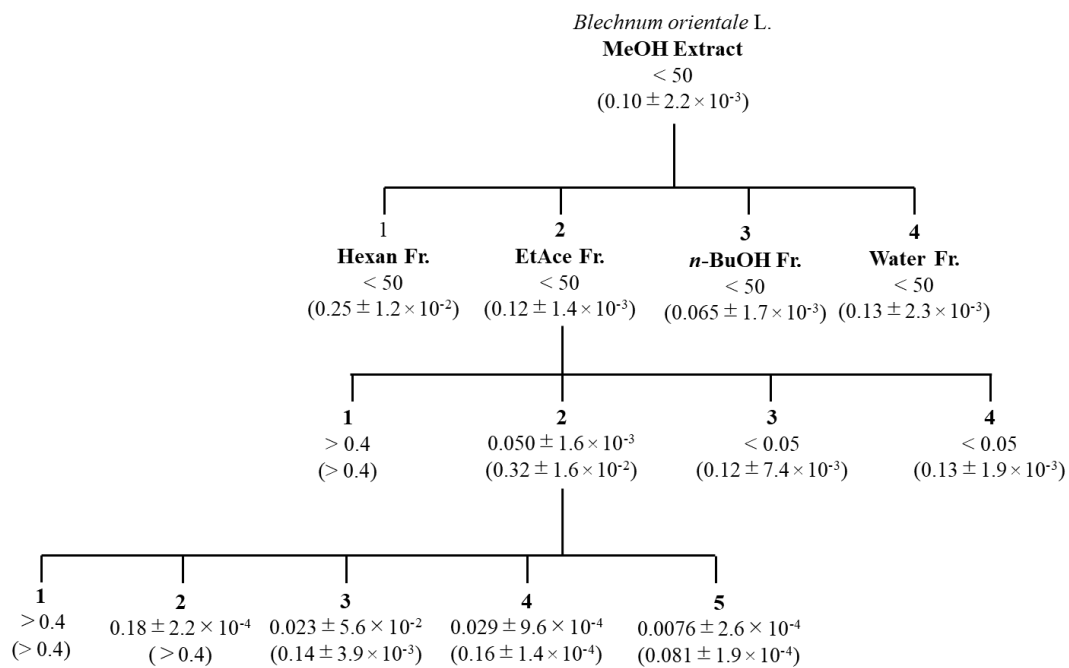 Blechnum orientale L.
MeOH Extract
< 50
(0.10 ± 2.2 × 10⁻³)
1
Hexan Fr.
< 50
(0.25 ± 1.2 × 10⁻²)
2
EtAce Fr.
< 50
(0.12 ± 1.4 × 10⁻³)
3
n-BuOH Fr.
< 50
(0.065 ± 1.7 × 10⁻³)
4
Water Fr.
< 50
(0.13 ± 2.3 × 10⁻³)
1
> 0.4
(> 0.4)
2
0.050 ± 1.6 × 10⁻³
(0.32 ± 1.6 × 10⁻²)
3
< 0.05
(0.12 ± 7.4 × 10⁻³)
4
< 0.05
(0.13 ± 1.9 × 10⁻³)
1
> 0.4
(> 0.4)
2
0.18 ± 2.2 × 10⁻⁴
(> 0.4)
3
0.023 ± 5.6 × 10⁻²
(0.14 ± 3.9 × 10⁻³)
4
0.029 ± 9.6 × 10⁻⁴
(0.16 ± 1.4 × 10⁻⁴)
5
0.0076 ± 2.6 × 10⁻⁴
(0.081 ± 1.9 × 10⁻⁴)